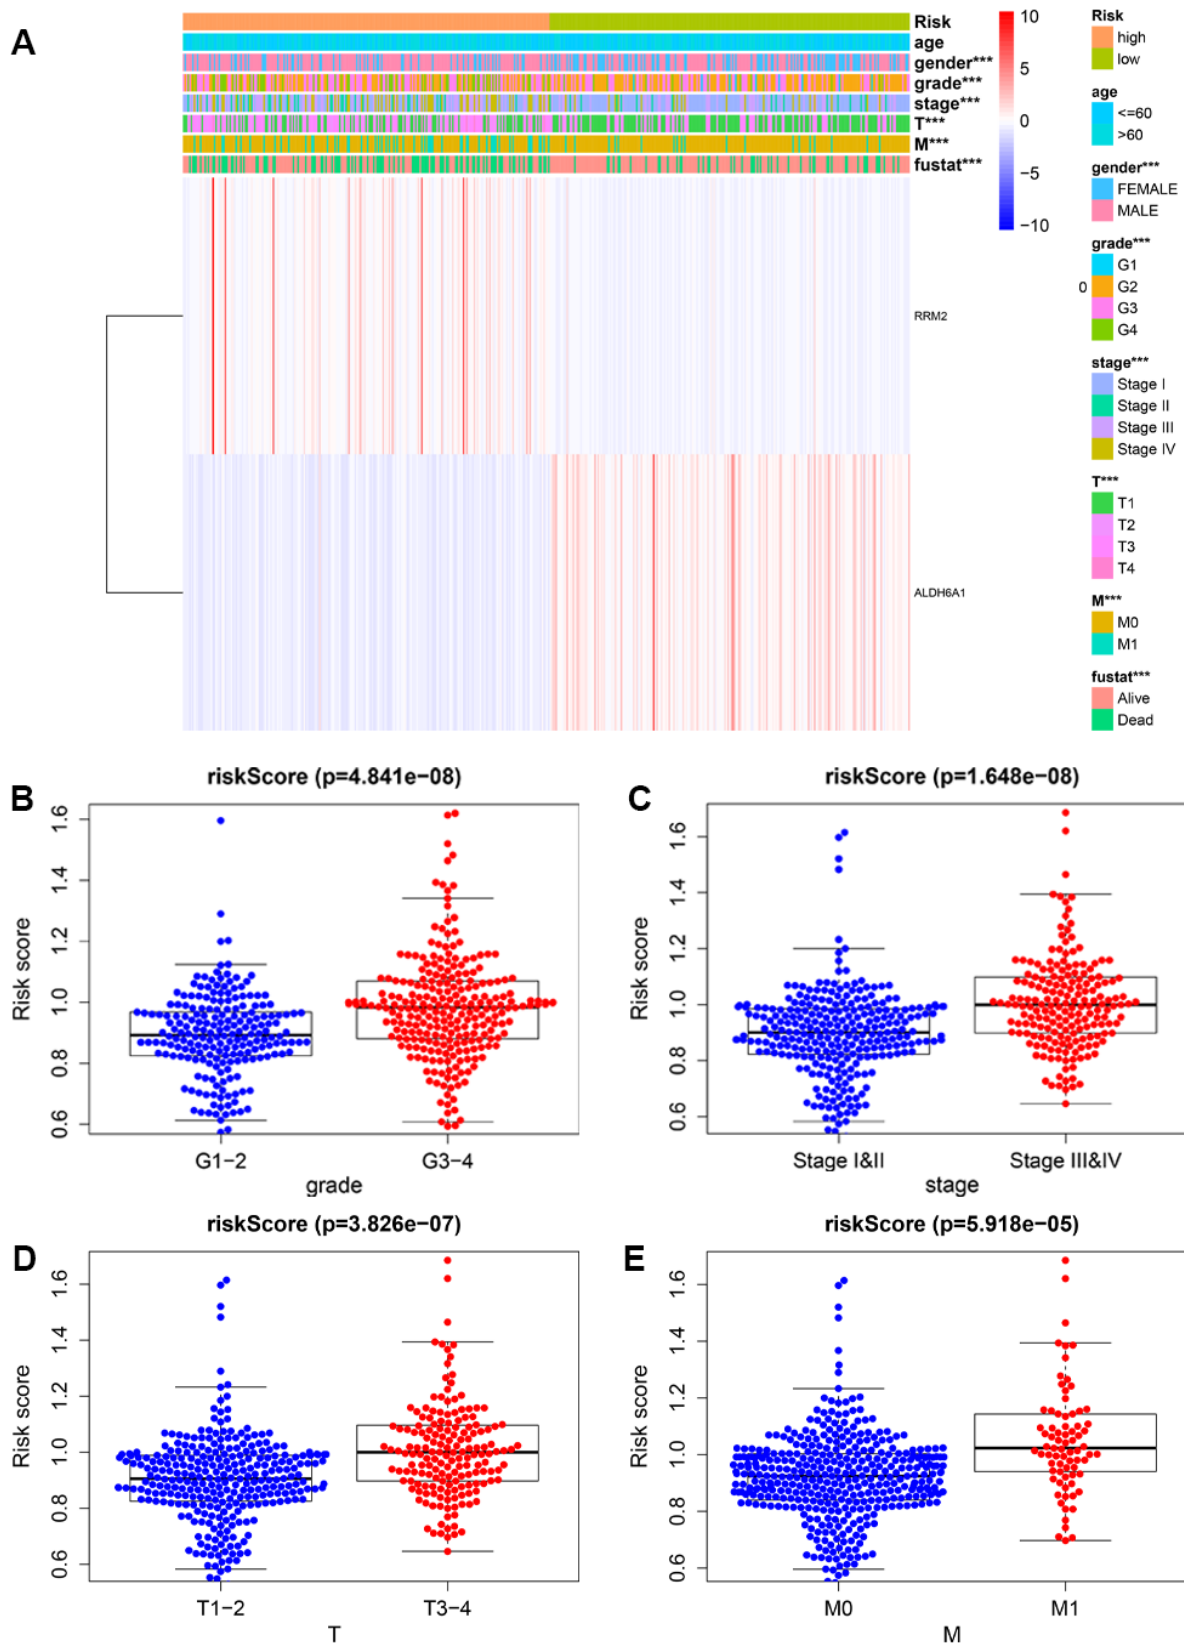 A
Risk
age
gender***
grade***
stage***
T***
M***
fustat***
RRM2
ALDH6A1
10
5
0
−5
−10
Risk
high
low
age
<=60
>60
gender***
FEMALE
MALE
grade***
G1
0
G2
G3
G4
stage***
Stage I
Stage II
Stage III
Stage IV
T***
T1
T2
T3
T4
M***
M0
M1
fustat***
Alive
Dead
B
riskScore (p=4.841e−08)
Risk score
1.6
1.4
1.2
1.0
0.8
0.6
G1−2
G3−4
grade
C
riskScore (p=1.648e−08)
Risk score
1.6
1.4
1.2
1.0
0.8
0.6
Stage I&II
Stage III&IV
stage
D
riskScore (p=3.826e−07)
Risk score
1.6
1.4
1.2
1.0
0.8
0.6
T1−2
T3−4
T
E
riskScore (p=5.918e−05)
Risk score
1.6
1.4
1.2
1.0
0.8
0.6
M0
M1
M